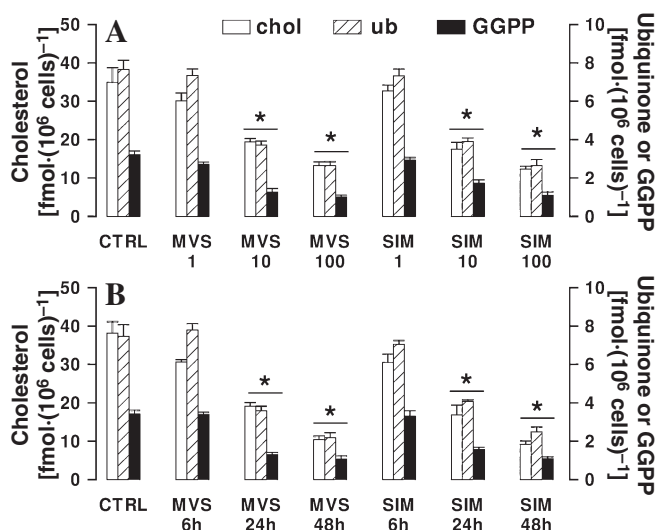 A
chol ub GGPP
Cholesterol
[fmol·(10⁶ cells)⁻¹]
50
40
30
20
10
0
Ubiquinone or GGPP
[fmol·(10⁶ cells)⁻¹]
10
8
6
4
2
0
* * * *
CTRL MVS MVS MVS SIM SIM SIM
1 10 100 1 10 100
B
Cholesterol
[fmol·(10⁶ cells)⁻¹]
50
40
30
20
10
0
Ubiquinone or GGPP
[fmol·(10⁶ cells)⁻¹]
10
8
6
4
2
0
* * * *
CTRL MVS MVS MVS SIM SIM SIM
6h 24h 48h 6h 24h 48h